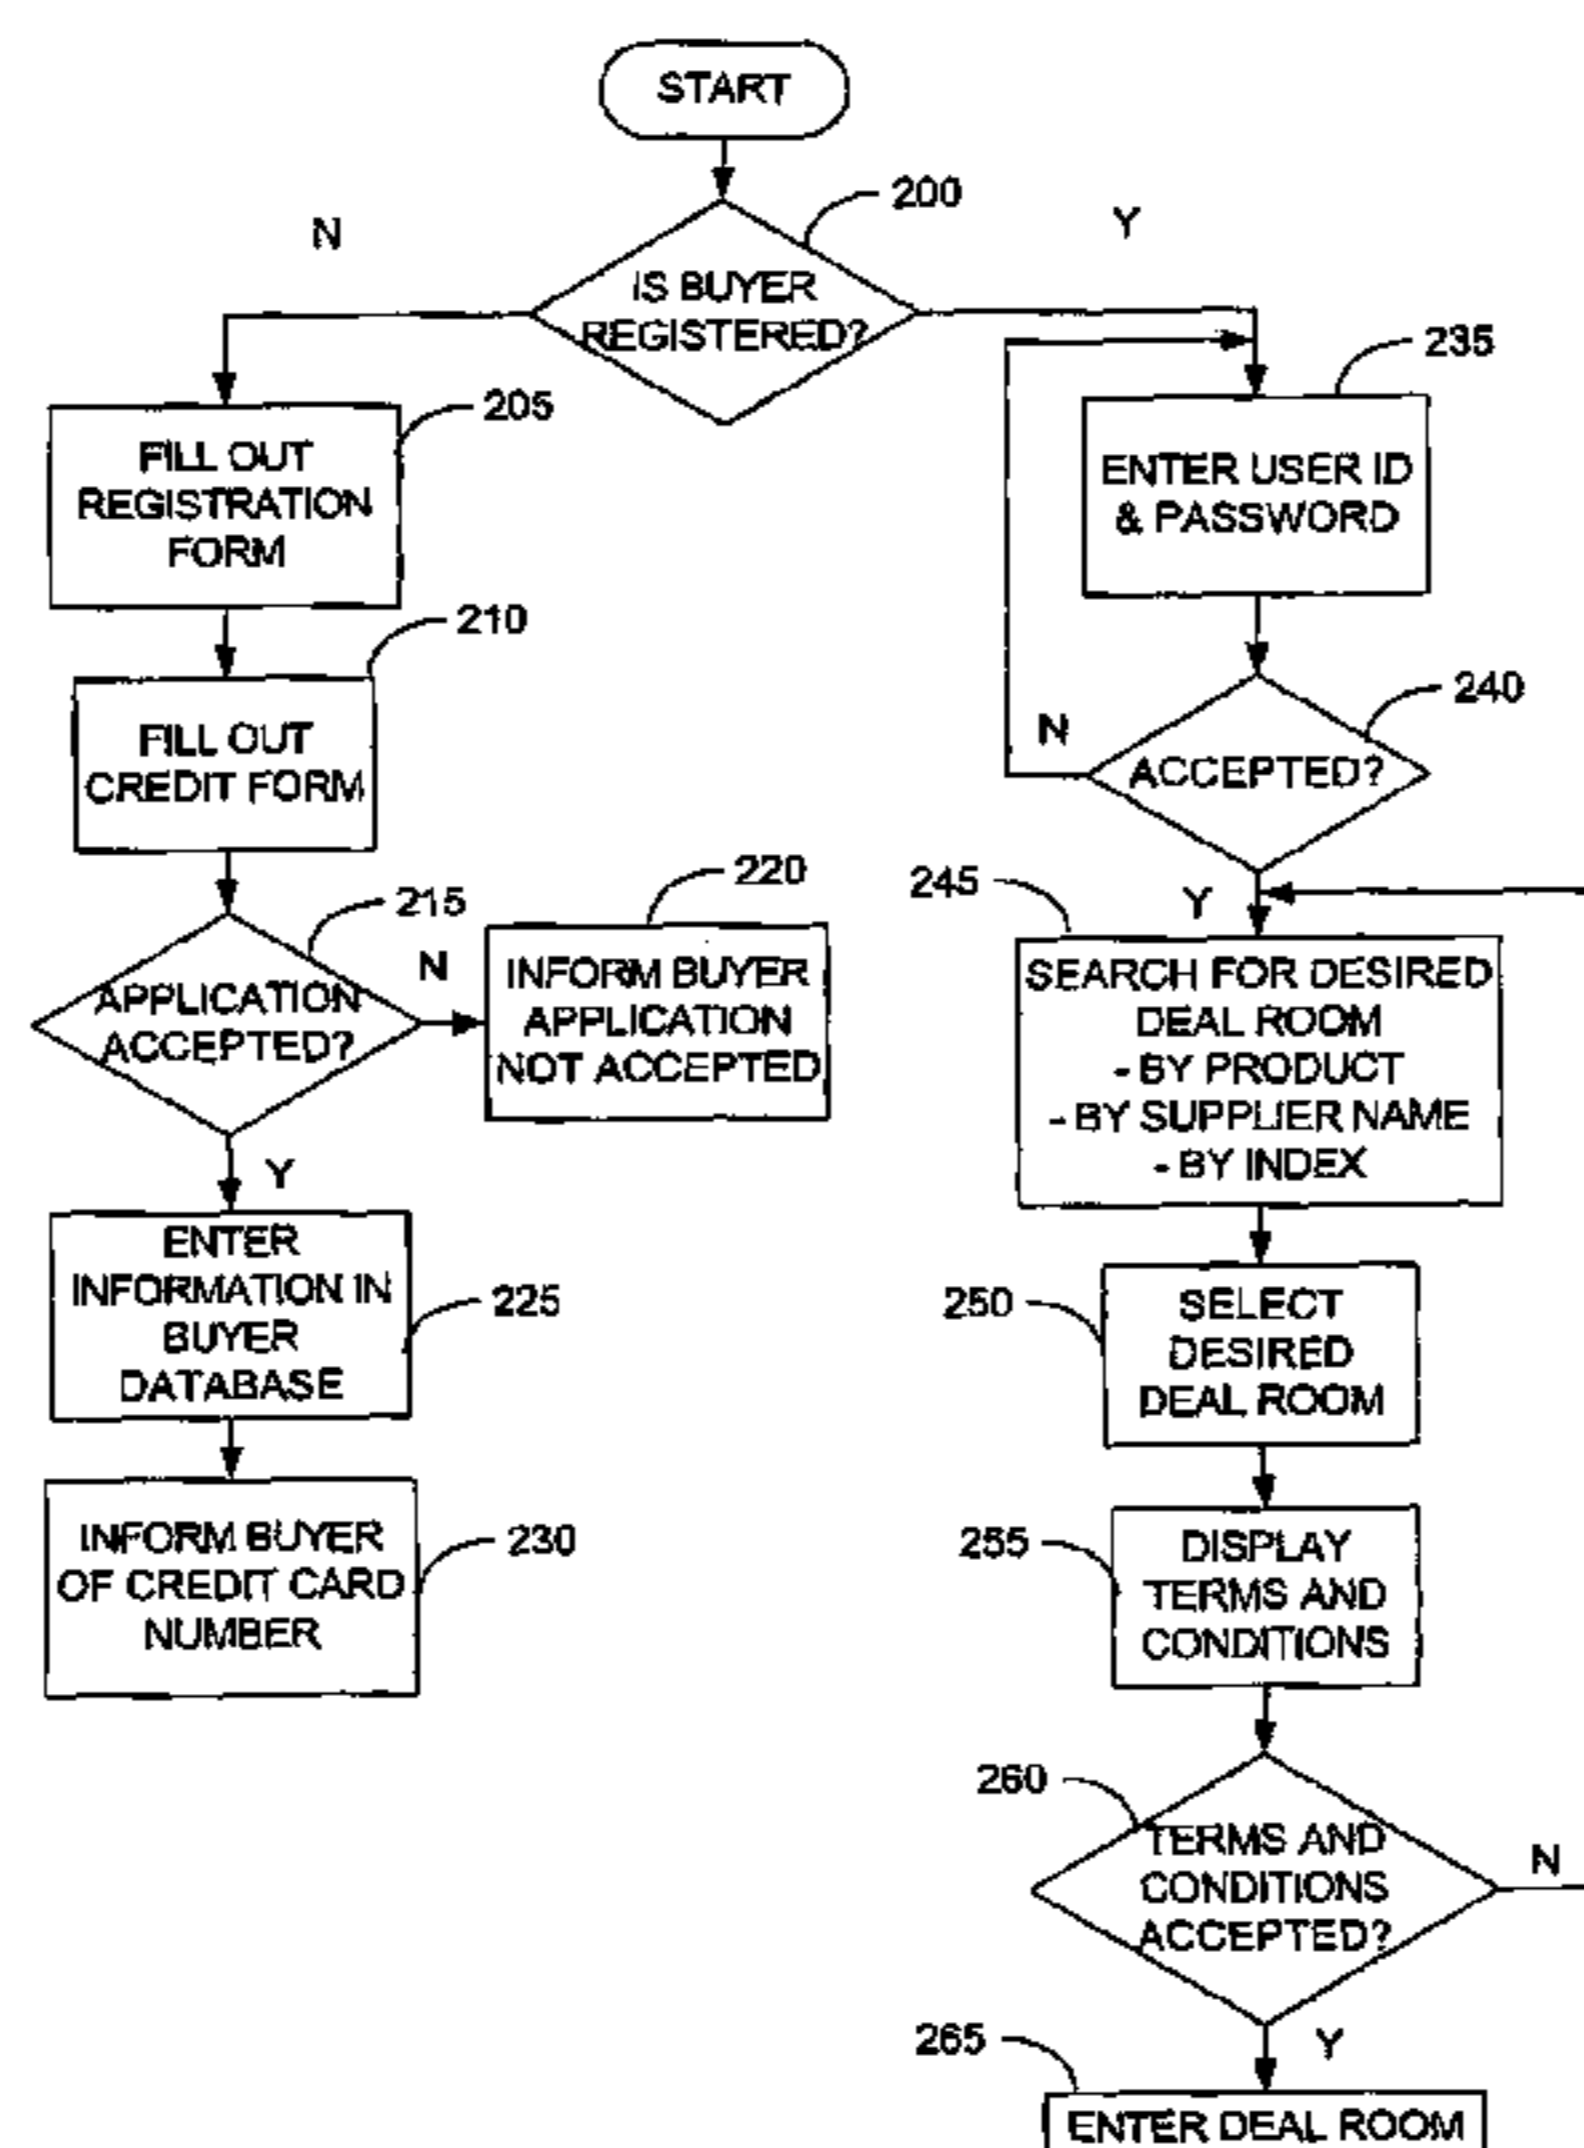 START
200
N
Y
IS BUYER
REGISTERED?
235
205
FILL OUT
REGISTRATION
FORM
ENTER USER ID
& PASSWORD
210
240
N
FILL OUT
CREDIT FORM
ACCEPTED?
220
245
215
Y
N
INFORM BUYER
APPLICATION
NOT ACCEPTED
APPLICATION
ACCEPTED?
SEARCH FOR DESIRED
DEAL ROOM
- BY PRODUCT
- BY SUPPLIER NAME
- BY INDEX
Y
ENTER
INFORMATION IN
BUYER
DATABASE
225
250
SELECT
DESIRED
DEAL ROOM
INFORM BUYER
OF CREDIT CARD
NUMBER
230
255
DISPLAY
TERMS AND
CONDITIONS
260
TERMS AND
CONDITIONS
ACCEPTED?
N
265
Y
ENTER DEAL ROOM